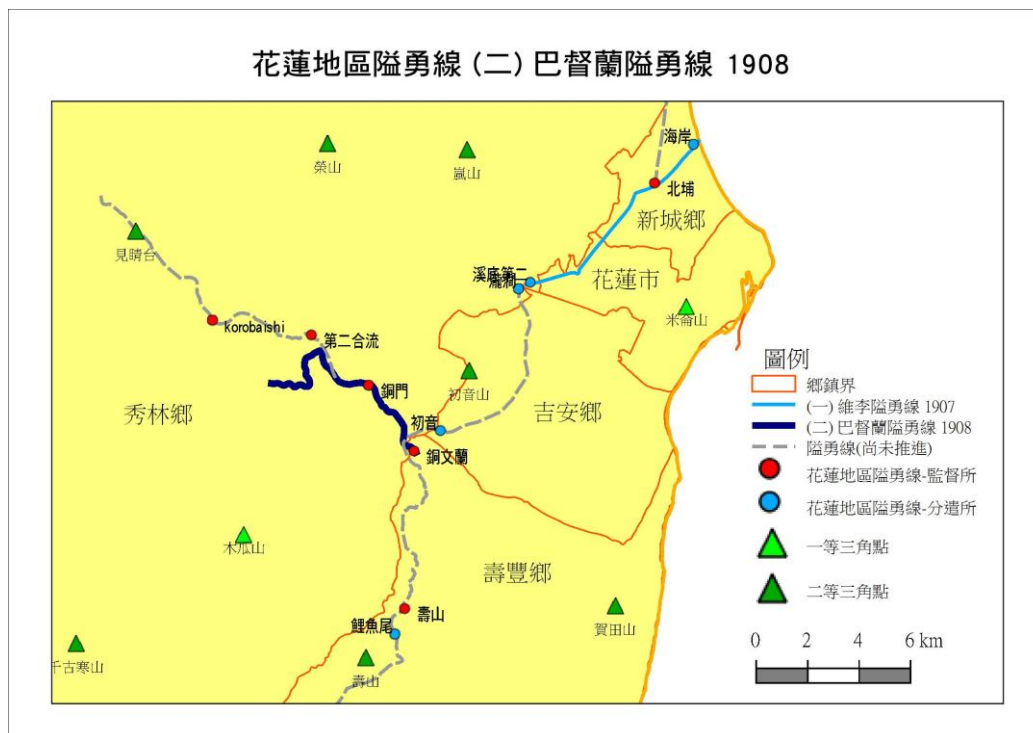 花蓮地區隘勇線 (二) 巴督蘭隘勇線 1908
海岸
榮山
嵐山
北埔
新城鄉
見晴台
溪底第二
花蓮市
米崙山
korobaishi
第二合流
圖例
鄉鎮界
銅門
初音山
秀林鄉
吉安鄉
(一) 維李隘勇線 1907
初音
(二) 巴督蘭隘勇線 1908
隘勇線(尚未推進)
銅文蘭
花蓮地區隘勇線-監督所
花蓮地區隘勇線-分遣所
木瓜山
一等三角點
壽豐鄉
二等三角點
壽山
鯉魚尾
賀田山
0 2 4 6 km
千古寒山
壽山